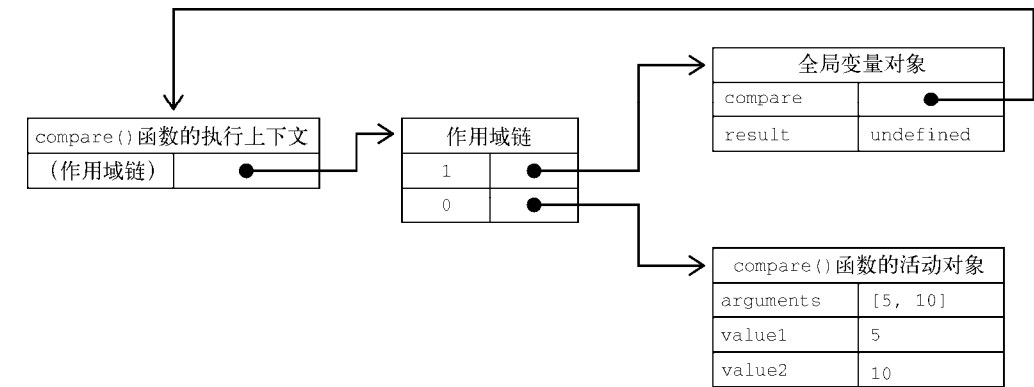 全局变量对象
compare
result undefined
compare()函数的执行上下文
(作用域链)
作用域链
1
0
compare()函数的活动对象
arguments [5, 10]
value1 5
value2 10